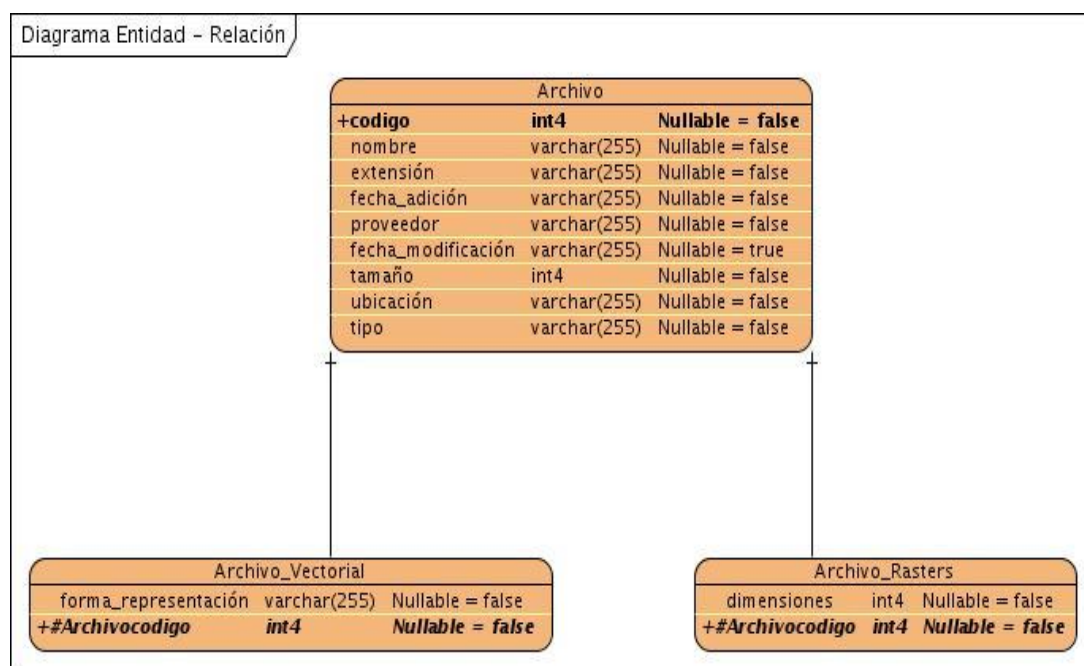 Diagrama Entidad – Relación
Archivo
+codigo int4 Nullable = false
nombre varchar(255) Nullable = false
extensión varchar(255) Nullable = false
fecha_adición varchar(255) Nullable = false
proveedor varchar(255) Nullable = false
fecha_modificación varchar(255) Nullable = true
tamaño int4 Nullable = false
ubicación varchar(255) Nullable = false
tipo varchar(255) Nullable = false
Archivo_Vectorial
forma_representación varchar(255) Nullable = false
+#Archivocodigo int4 Nullable = false
Archivo_Rasters
dimensiones int4 Nullable = false
+#Archivocodigo int4 Nullable = false